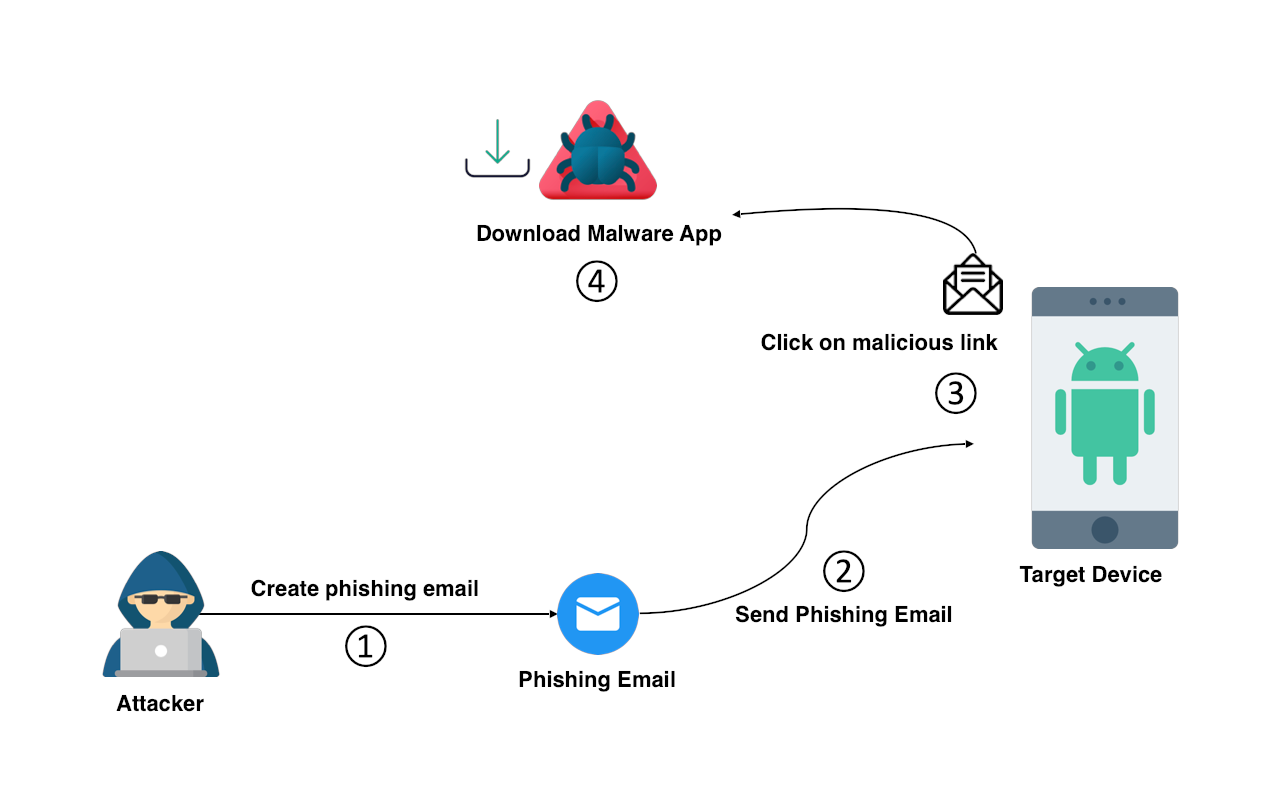 Download Malware App
4
Click on malicious link
3
Create phishing email
1
2
Send Phishing Email
Target Device
Phishing Email
Attacker